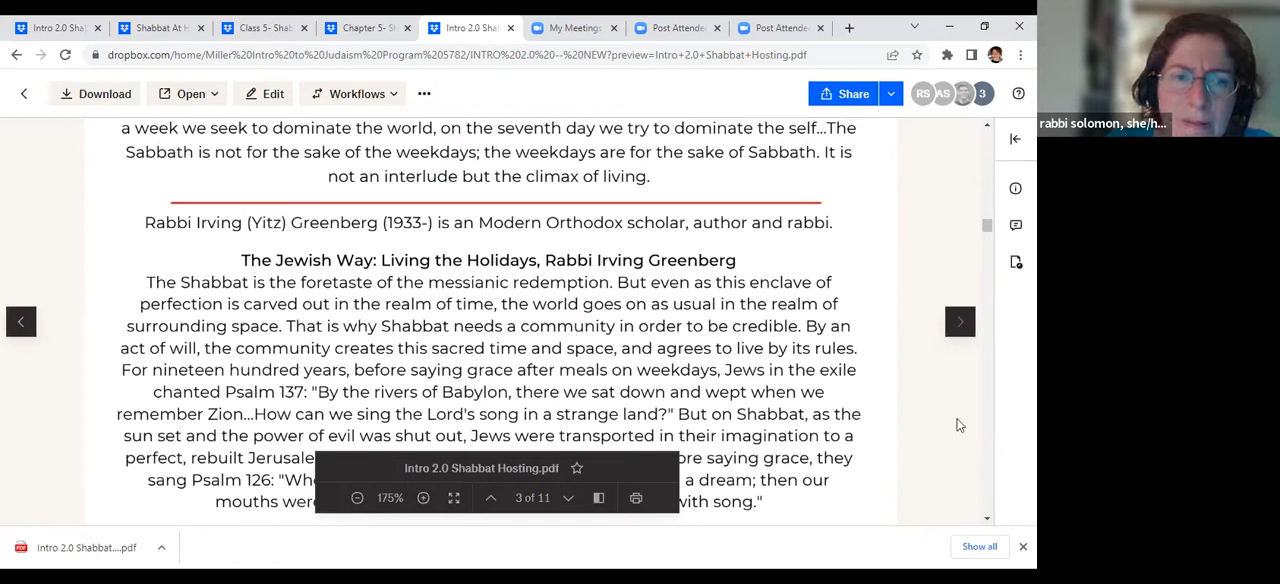 Intro 2.0 Shal
Shabbat At H
Class 5- Shab
Chapter 5- S
Intro 2.0 Shal
My Meetings
Post Attende
Post Attende
dropbox.com/home/Miller%20Intro%20to%20Judaism%20Program%205782/INTRO%202.0%20--%20NEW?preview=Intro+2.0+Shabbat+Hosting.pdf
Download
Open
Edit
Workflows
Share
RS
AS
3
rabbi solomon, she/h...
a week we seek to dominate the world, on the seventh day we try to dominate the self...The
Sabbath is not for the sake of the weekdays; the weekdays are for the sake of Sabbath. It is
not an interlude but the climax of living.
Rabbi Irving (Yitz) Greenberg (1933-) is an Modern Orthodox scholar, author and rabbi.
The Jewish Way: Living the Holidays, Rabbi Irving Greenberg
The Shabbat is the foretaste of the messianic redemption. But even as this enclave of
perfection is carved out in the realm of time, the world goes on as usual in the realm of
surrounding space. That is why Shabbat needs a community in order to be credible. By an
act of will, the community creates this sacred time and space, and agrees to live by its rules.
For nineteen hundred years, before saying grace after meals on weekdays, Jews in the exile
chanted Psalm 137: "By the rivers of Babylon, there we sat down and wept when we
remember Zion...How can we sing the Lord's song in a strange land?" But on Shabbat, as the
sun set and the power of evil was shut out, Jews were transported in their imagination to a
perfect, rebuilt Jerusale ore saying grace, they
sang Psalm 126: "Whe a dream; then our
mouths wer with song."
Intro 2.0 Shabbat Hosting.pdf
175%
3 of 11
Intro 2.0 Shabbat....pdf
Show all